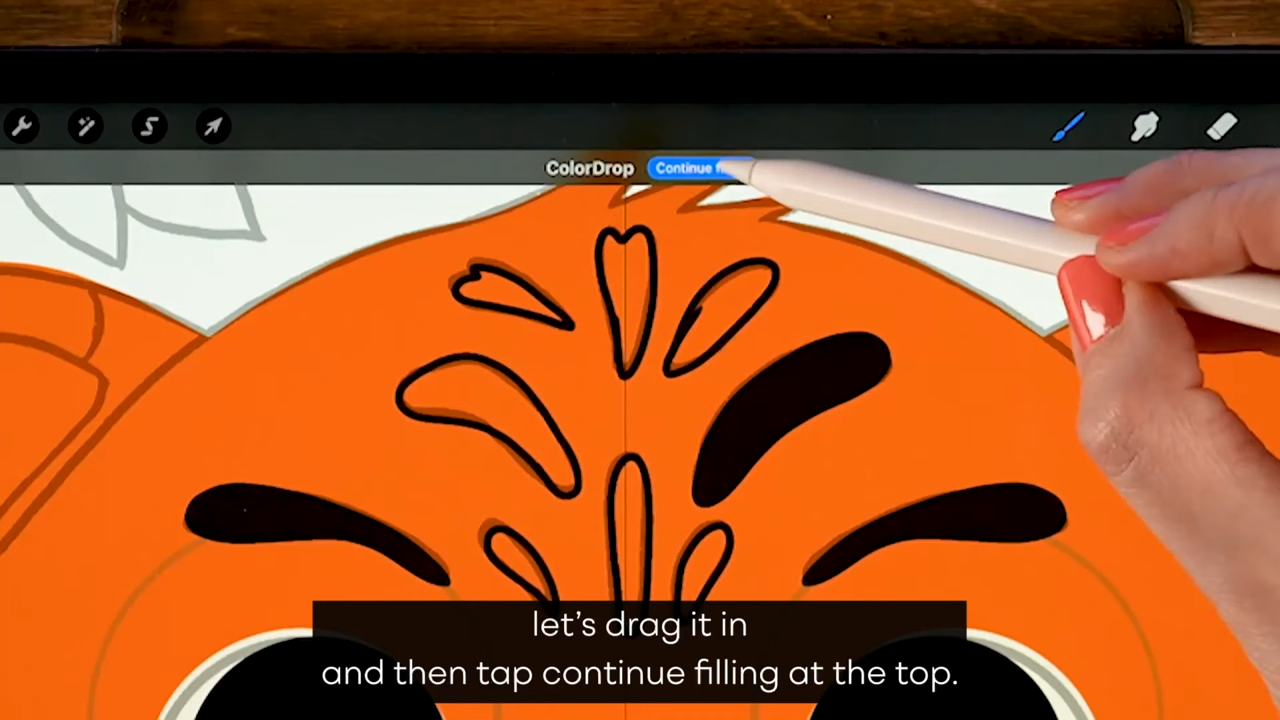 ColorDrop Continue
let's drag it in
and then tap continue filling at the top.